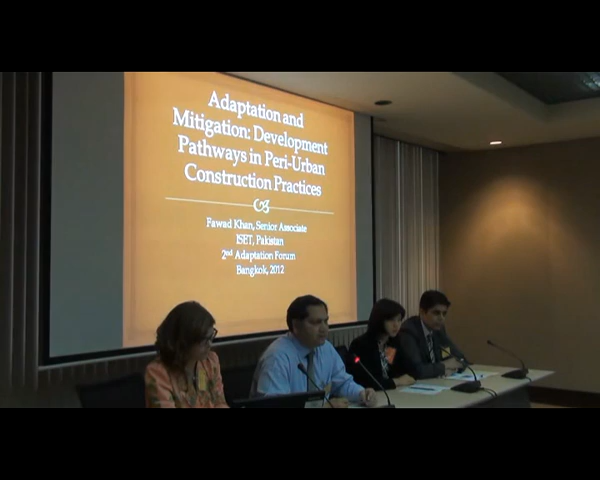 Adaptation and
Mitigation: Development
Pathways in Peri-Urban
Construction Practices
Fawad Khan, Senior Associate
ISET, Pakistan
2nd Adaptation Forum
Bangkok, 2012